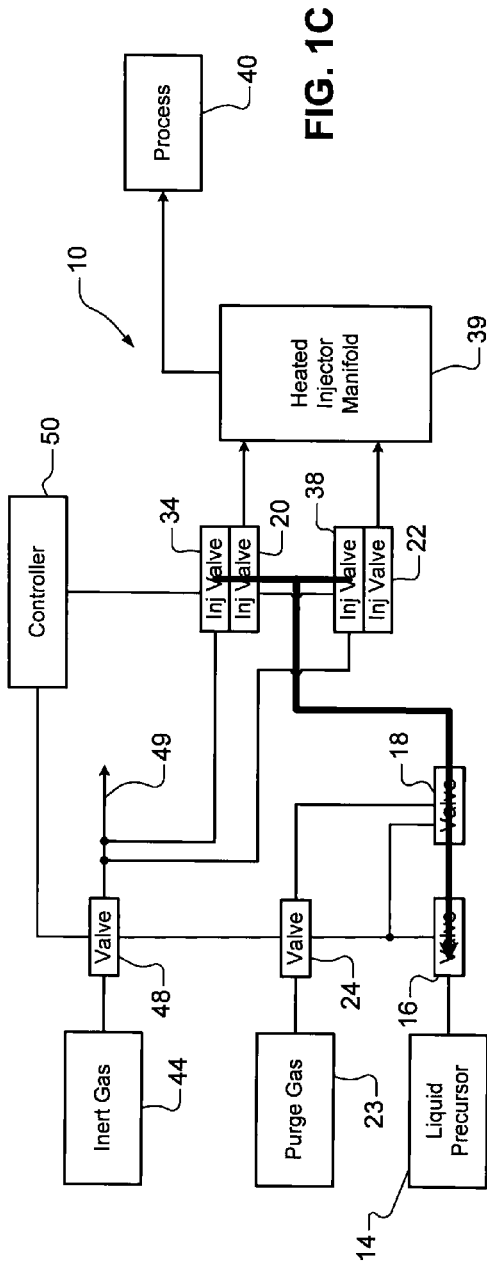 FIG. 1C
10
50
Controller
Process
40
34
Inj Valve
Inj Valve
20
38
Inj Valve
Inj Valve
22
Heated
Injector
Manifold
39
49
Inert Gas
44
Valve
48
Purge Gas
23
Valve
24
18
Valve
Liquid
Precursor
14
Valve
16